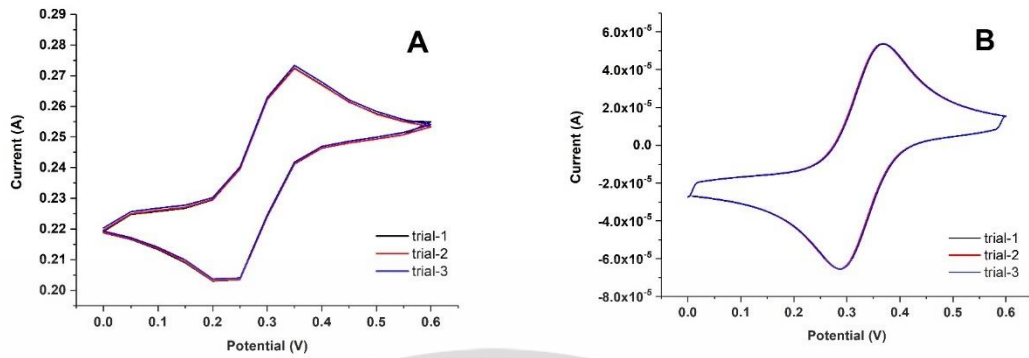 A
0.29
0.28
0.27
0.26
0.25
0.24
0.23
0.22
0.21
0.20
Current (A)
0.0 0.1 0.2 0.3 0.4 0.5 0.6
Potential (V)
trial-1
trial-2
trial-3
B
6.0x10⁻⁵
4.0x10⁻⁵
2.0x10⁻⁵
0.0
-2.0x10⁻⁵
-4.0x10⁻⁵
-6.0x10⁻⁵
-8.0x10⁻⁵
Current (A)
0.0 0.1 0.2 0.3 0.4 0.5 0.6
Potential (V)
trial-1
trial-2
trial-3